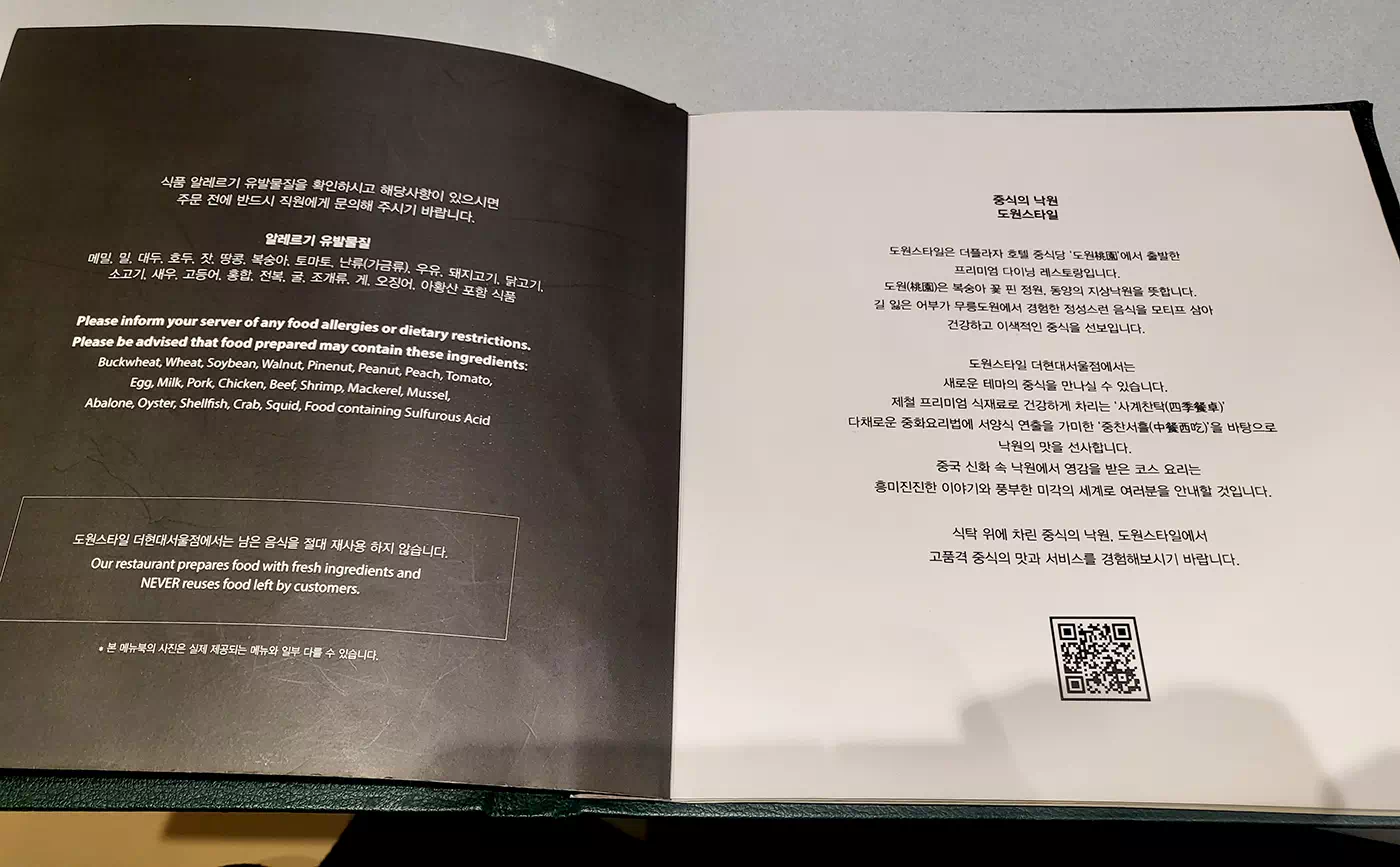 식품 알레르기 유발물질을 확인하시고 해당사항이 있으시면
주문 전에 반드시 직원에게 문의해 주시기 바랍니다.
알레르기 유발물질
메밀, 밀, 대두, 호두, 잣, 땅콩, 복숭아, 토마토, 난류(가금류), 우유, 돼지고기, 닭고기,
소고기, 새우, 고등어, 홍합, 전복, 굴, 조개류, 게, 오징어, 아황산 포함 식품
Please inform your server of any food allergies or dietary restrictions.
Please be advised that food prepared may contain these ingredients:
Buckwheat, Wheat, Soybean, Walnut, Pinenut, Peanut, Peach, Tomato,
Egg, Milk, Pork, Chicken, Beef, Shrimp, Mackerel, Mussel,
Abalone, Oyster, Shellfish, Crab, Squid, Food containing Sulfurous Acid
도원스타일 더현대서울점에서는 남은 음식을 절대 재사용 하지 않습니다.
Our restaurant prepares food with fresh ingredients and
NEVER reuses food left by customers.
* 본 메뉴북의 사진은 실제 제공되는 메뉴와 일부 다를 수 있습니다.
중식의 낙원
도원스타일
도원스타일은 더플라자 호텔 중식당 '도원桃園'에서 출발한
프리미엄 다이닝 레스토랑입니다.
도원(桃園)은 복숭아 꽃 핀 정원, 동양의 지상낙원을 뜻합니다.
길 잃은 어부가 무릉도원에서 경험한 정성스런 음식을 모티프 삼아
건강하고 이색적인 중식을 선보입니다.
도원스타일 더현대서울점에서는
새로운 테마의 중식을 만나실 수 있습니다.
제철 프리미엄 식재료로 건강하게 차리는 '사계찬탁(四季餐卓)'
다채로운 중화요리법에 서양식 연출을 가미한 '중찬서흘(中餐西吃)'을 바탕으로
낙원의 맛을 선사합니다.
중국 신화 속 낙원에서 영감을 받은 코스 요리는
흥미진진한 이야기와 풍부한 미각의 세계로 여러분을 안내할 것입니다.
식탁 위에 차린 중식의 낙원, 도원스타일에서
고품격 중식의 맛과 서비스를 경험해보시기 바랍니다.